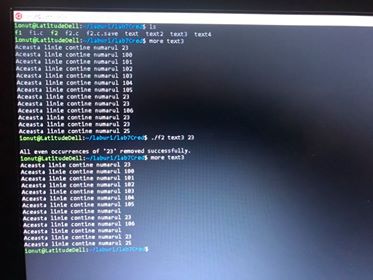 ionut@LatitudeDell:~/laburi/lab7Cred$ ls
f1 f1.c f2 f2.c f2.c.save text text2 text3 text4
ionut@LatitudeDell:~/laburi/lab7Cred$ more text3
Aceasta linie contine numarul 23
Aceasta linie contine numarul 100
Aceasta linie contine numarul 101
Aceasta linie contine numarul 102
Aceasta linie contine numarul 103
Aceasta linie contine numarul 104
Aceasta linie contine numarul 105
Aceasta linie contine numarul 23
Aceasta linie contine numarul 23
Aceasta linie contine numarul 106
Aceasta linie contine numarul 23
Aceasta linie contine numarul 23
Aceasta linie contine numarul 25
ionut@LatitudeDell:~/laburi/lab7Cred$ ./f2 text3 23
All even occurrences of '23' removed successfully.
ionut@LatitudeDell:~/laburi/lab7Cred$ more text3
Aceasta linie contine numarul 23
Aceasta linie contine numarul 100
Aceasta linie contine numarul 101
Aceasta linie contine numarul 102
Aceasta linie contine numarul 103
Aceasta linie contine numarul 104
Aceasta linie contine numarul 105
Aceasta linie contine numarul
Aceasta linie contine numarul 23
Aceasta linie contine numarul 106
Aceasta linie contine numarul
Aceasta linie contine numarul 23
Aceasta linie contine numarul 25
ionut@LatitudeDell:~/laburi/lab7Cred$